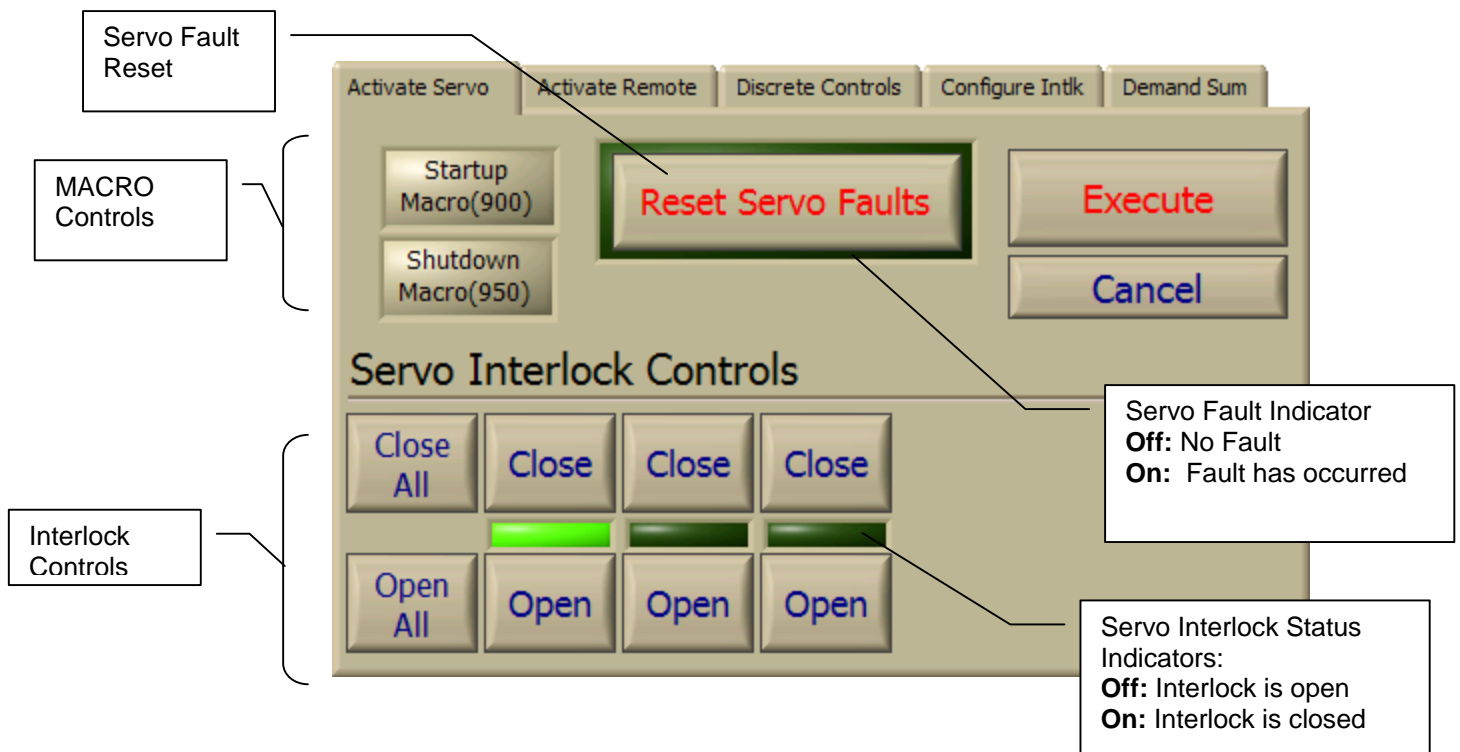 Servo Fault
Reset
Activate Servo
Activate Remote
Discrete Controls
Configure Intlk
Demand Sum
MACRO
Controls
Startup
Macro(900)
Reset Servo Faults
Execute
Shutdown
Macro(950)
Cancel
Servo Interlock Controls
Servo Fault Indicator
Off: No Fault
On: Fault has occurred
Interlock
Controls
Close
All
Close
Close
Close
Open
All
Open
Open
Open
Servo Interlock Status
Indicators:
Off: Interlock is open
On: Interlock is closed